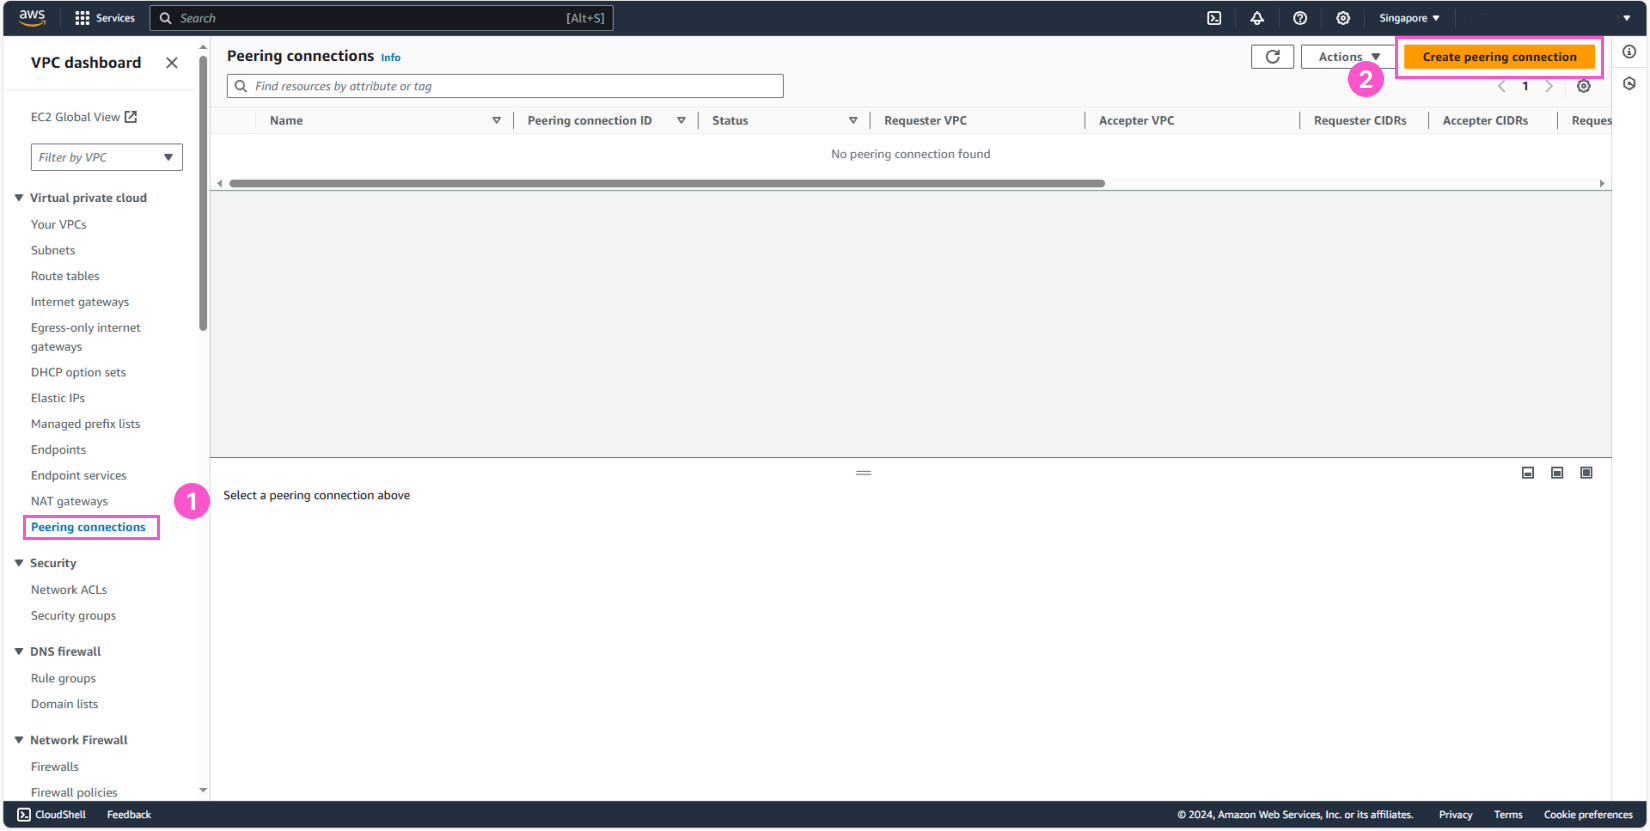 aws
Services
Search
[Alt+S]
Singapore
VPC dashboard
EC2 Global View
Filter by VPC
Virtual private cloud
Your VPCs
Subnets
Route tables
Internet gateways
Egress-only internet
gateways
DHCP option sets
Elastic IPs
Managed prefix lists
Endpoints
Endpoint services
NAT gateways
1
Peering connections
Security
Network ACLs
Security groups
DNS firewall
Rule groups
Domain lists
Network Firewall
Firewalls
Firewall policies
Peering connections Info
Actions
2
Create peering connection
Find resources by attribute or tag
1
Name
Peering connection ID
Status
Requester VPC
Accepter VPC
Requester CIDRs
Accepter CIDRs
Reques
No peering connection found
Select a peering connection above
CloudShell
Feedback
© 2024, Amazon Web Services, Inc. or its affiliates.
Privacy
Terms
Cookie preferences